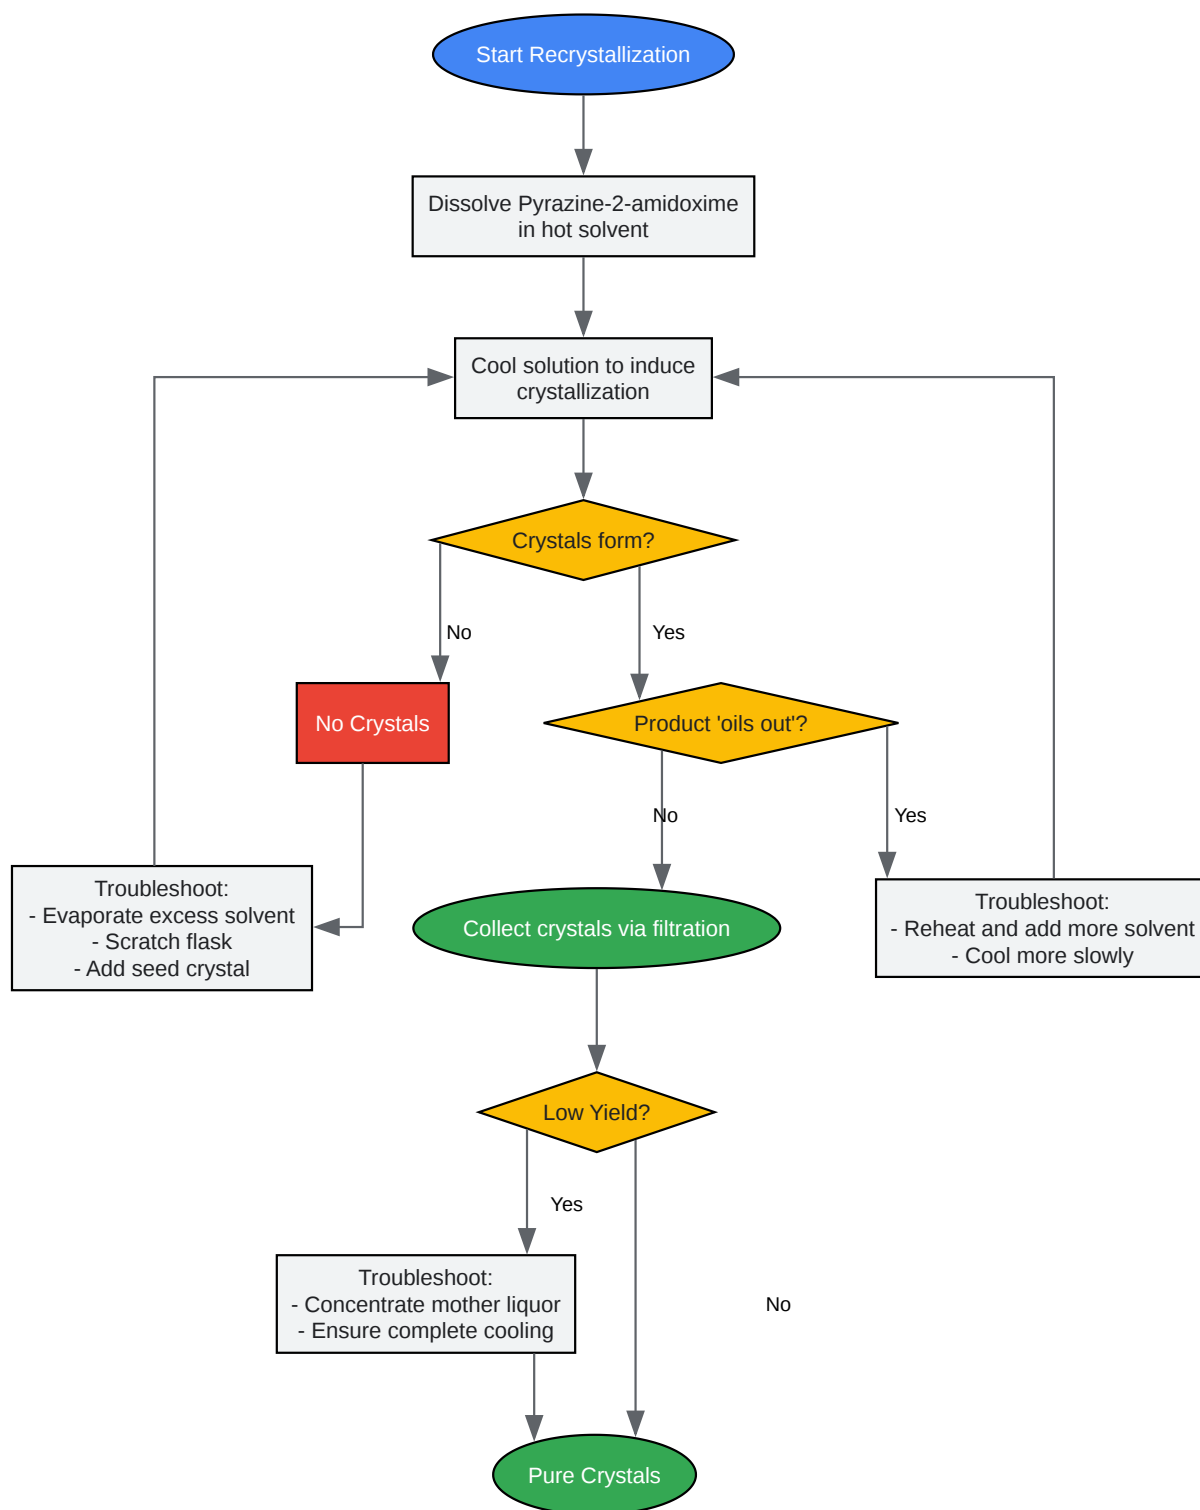 Start Recrystallization
Dissolve Pyrazine-2-amidoxime
in hot solvent
Cool solution to induce
crystallization
Crystals form?
No
Yes
No Crystals
Product 'oils out'?
No
Yes
Troubleshoot:
- Evaporate excess solvent
- Scratch flask
- Add seed crystal
Collect crystals via filtration
Troubleshoot:
- Reheat and add more solvent
- Cool more slowly
Low Yield?
Yes
Troubleshoot:
- Concentrate mother liquor
- Ensure complete cooling
No
Pure Crystals